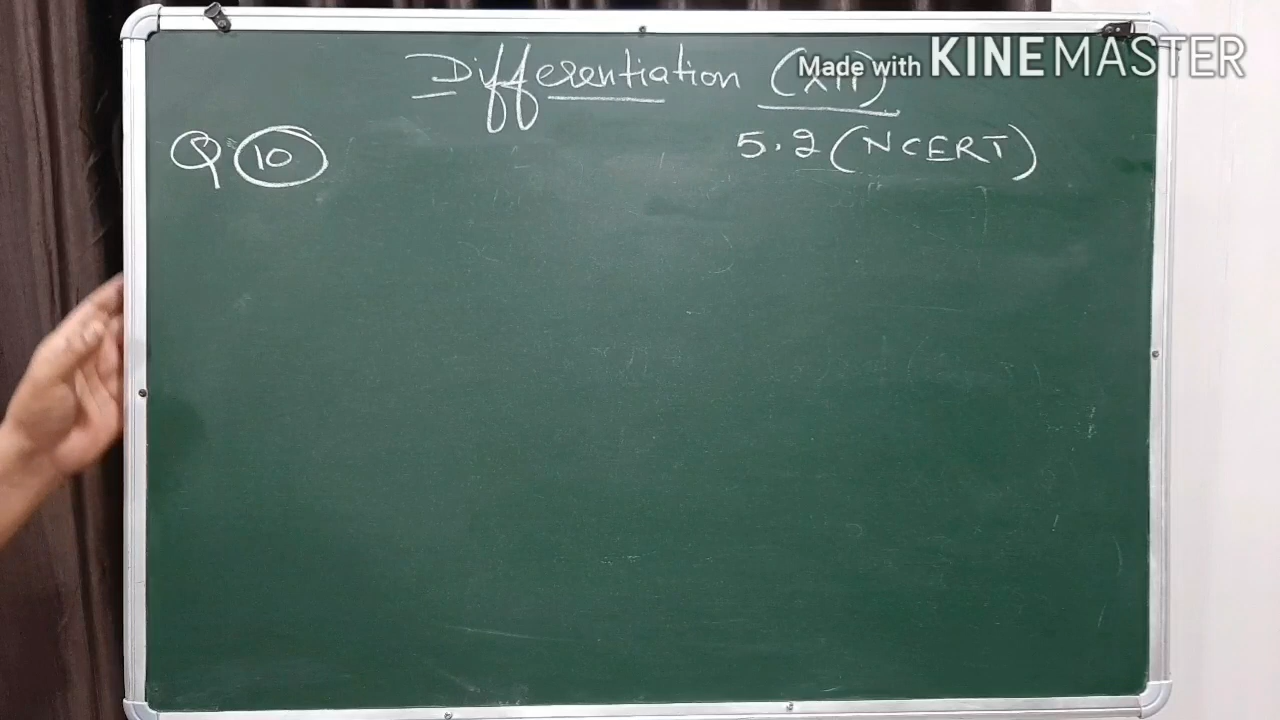 Differentiation (XII)
Made with KINEMASTER
5.2 (NCERT)
Q 10